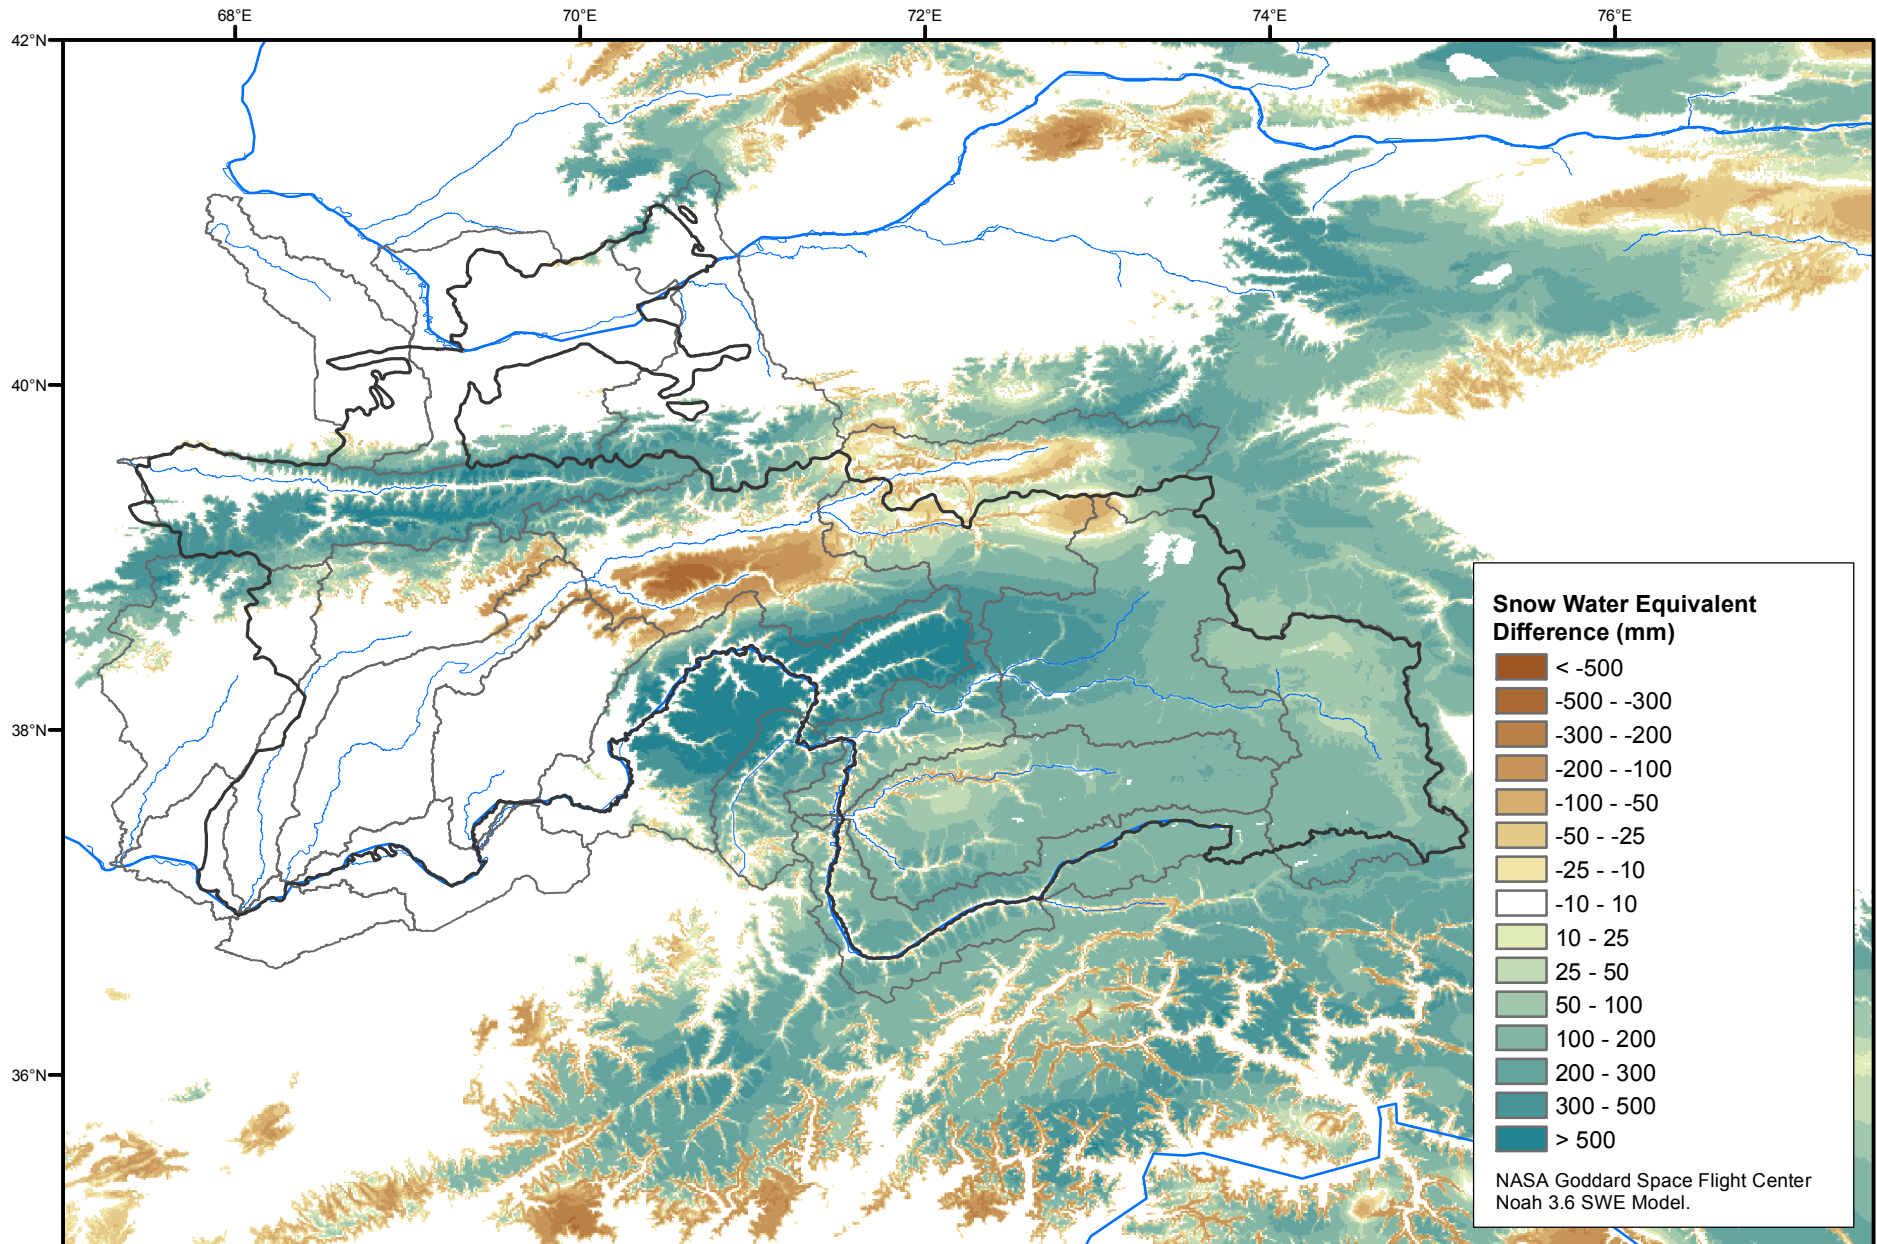 68°E
70°E
72°E
74°E
76°E
42°N
40°N
38°N
36°N
Snow Water Equivalent
Difference (mm)
< -500
-500 - -300
-300 - -200
-200 - -100
-100 - -50
-50 - -25
-25 - -10
-10 - 10
10 - 25
25 - 50
50 - 100
100 - 200
200 - 300
300 - 500
> 500
NASA Goddard Space Flight Center
Noah 3.6 SWE Model.